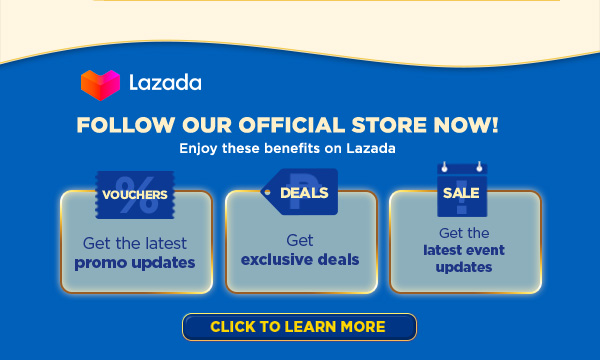 Lazada
FOLLOW OUR OFFICIAL STORE NOW!
Enjoy these benefits on Lazada
%
VOUCHERS
Get the latest
promo updates
P
DEALS
Get
exclusive deals
!
SALE
Get the
latest event
updates
CLICK TO LEARN MORE